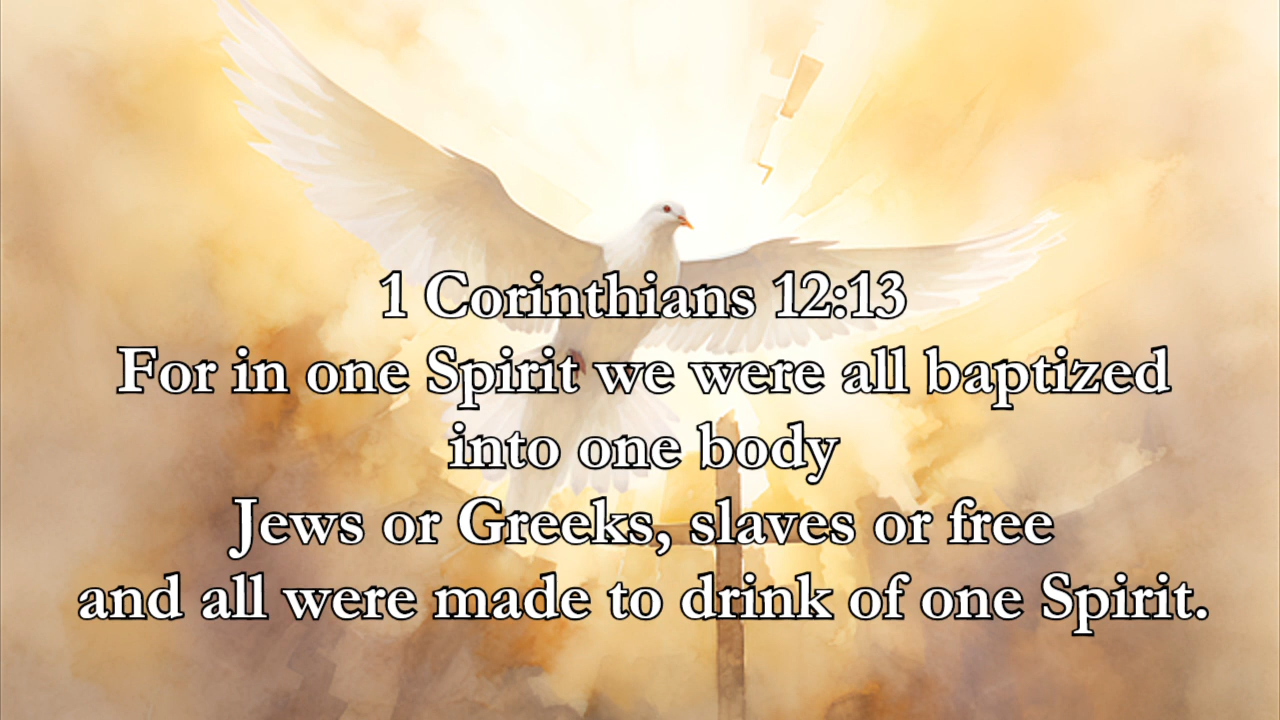 1 Corinthians 12:13
For in one Spirit we were all baptized
into one body
Jews or Greeks, slaves or free
and all were made to drink of one Spirit.